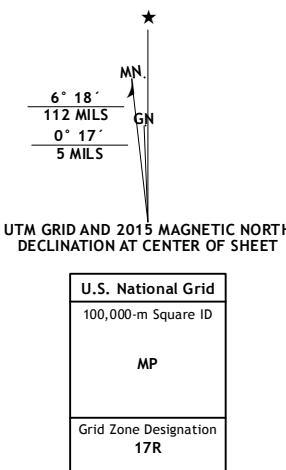 ★
MN
GN
6° 18´
112 MILS
0° 17´
5 MILS
UTM GRID AND 2015 MAGNETIC NORTH
DECLINATION AT CENTER OF SHEET
U.S. National Grid
100,000-m Square ID
MP
Grid Zone Designation
17R